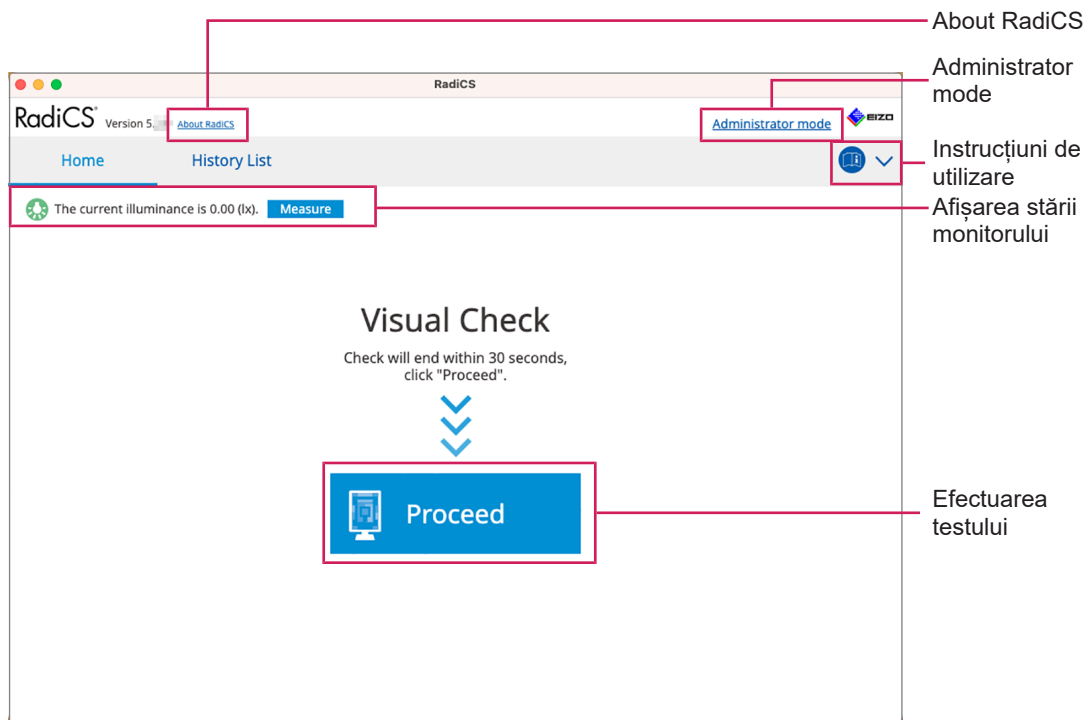 About RadiCS
Administrator
mode
RadiCS
RadiCS Version 5. About RadiCS
Administrator mode EIZO
Home History List
Instrucțiuni de
utilizare
The current illuminance is 0.00 (lx). Measure
Afișarea stării
monitorului
Visual Check
Check will end within 30 seconds,
click "Proceed".
Proceed
Efectuarea
testului